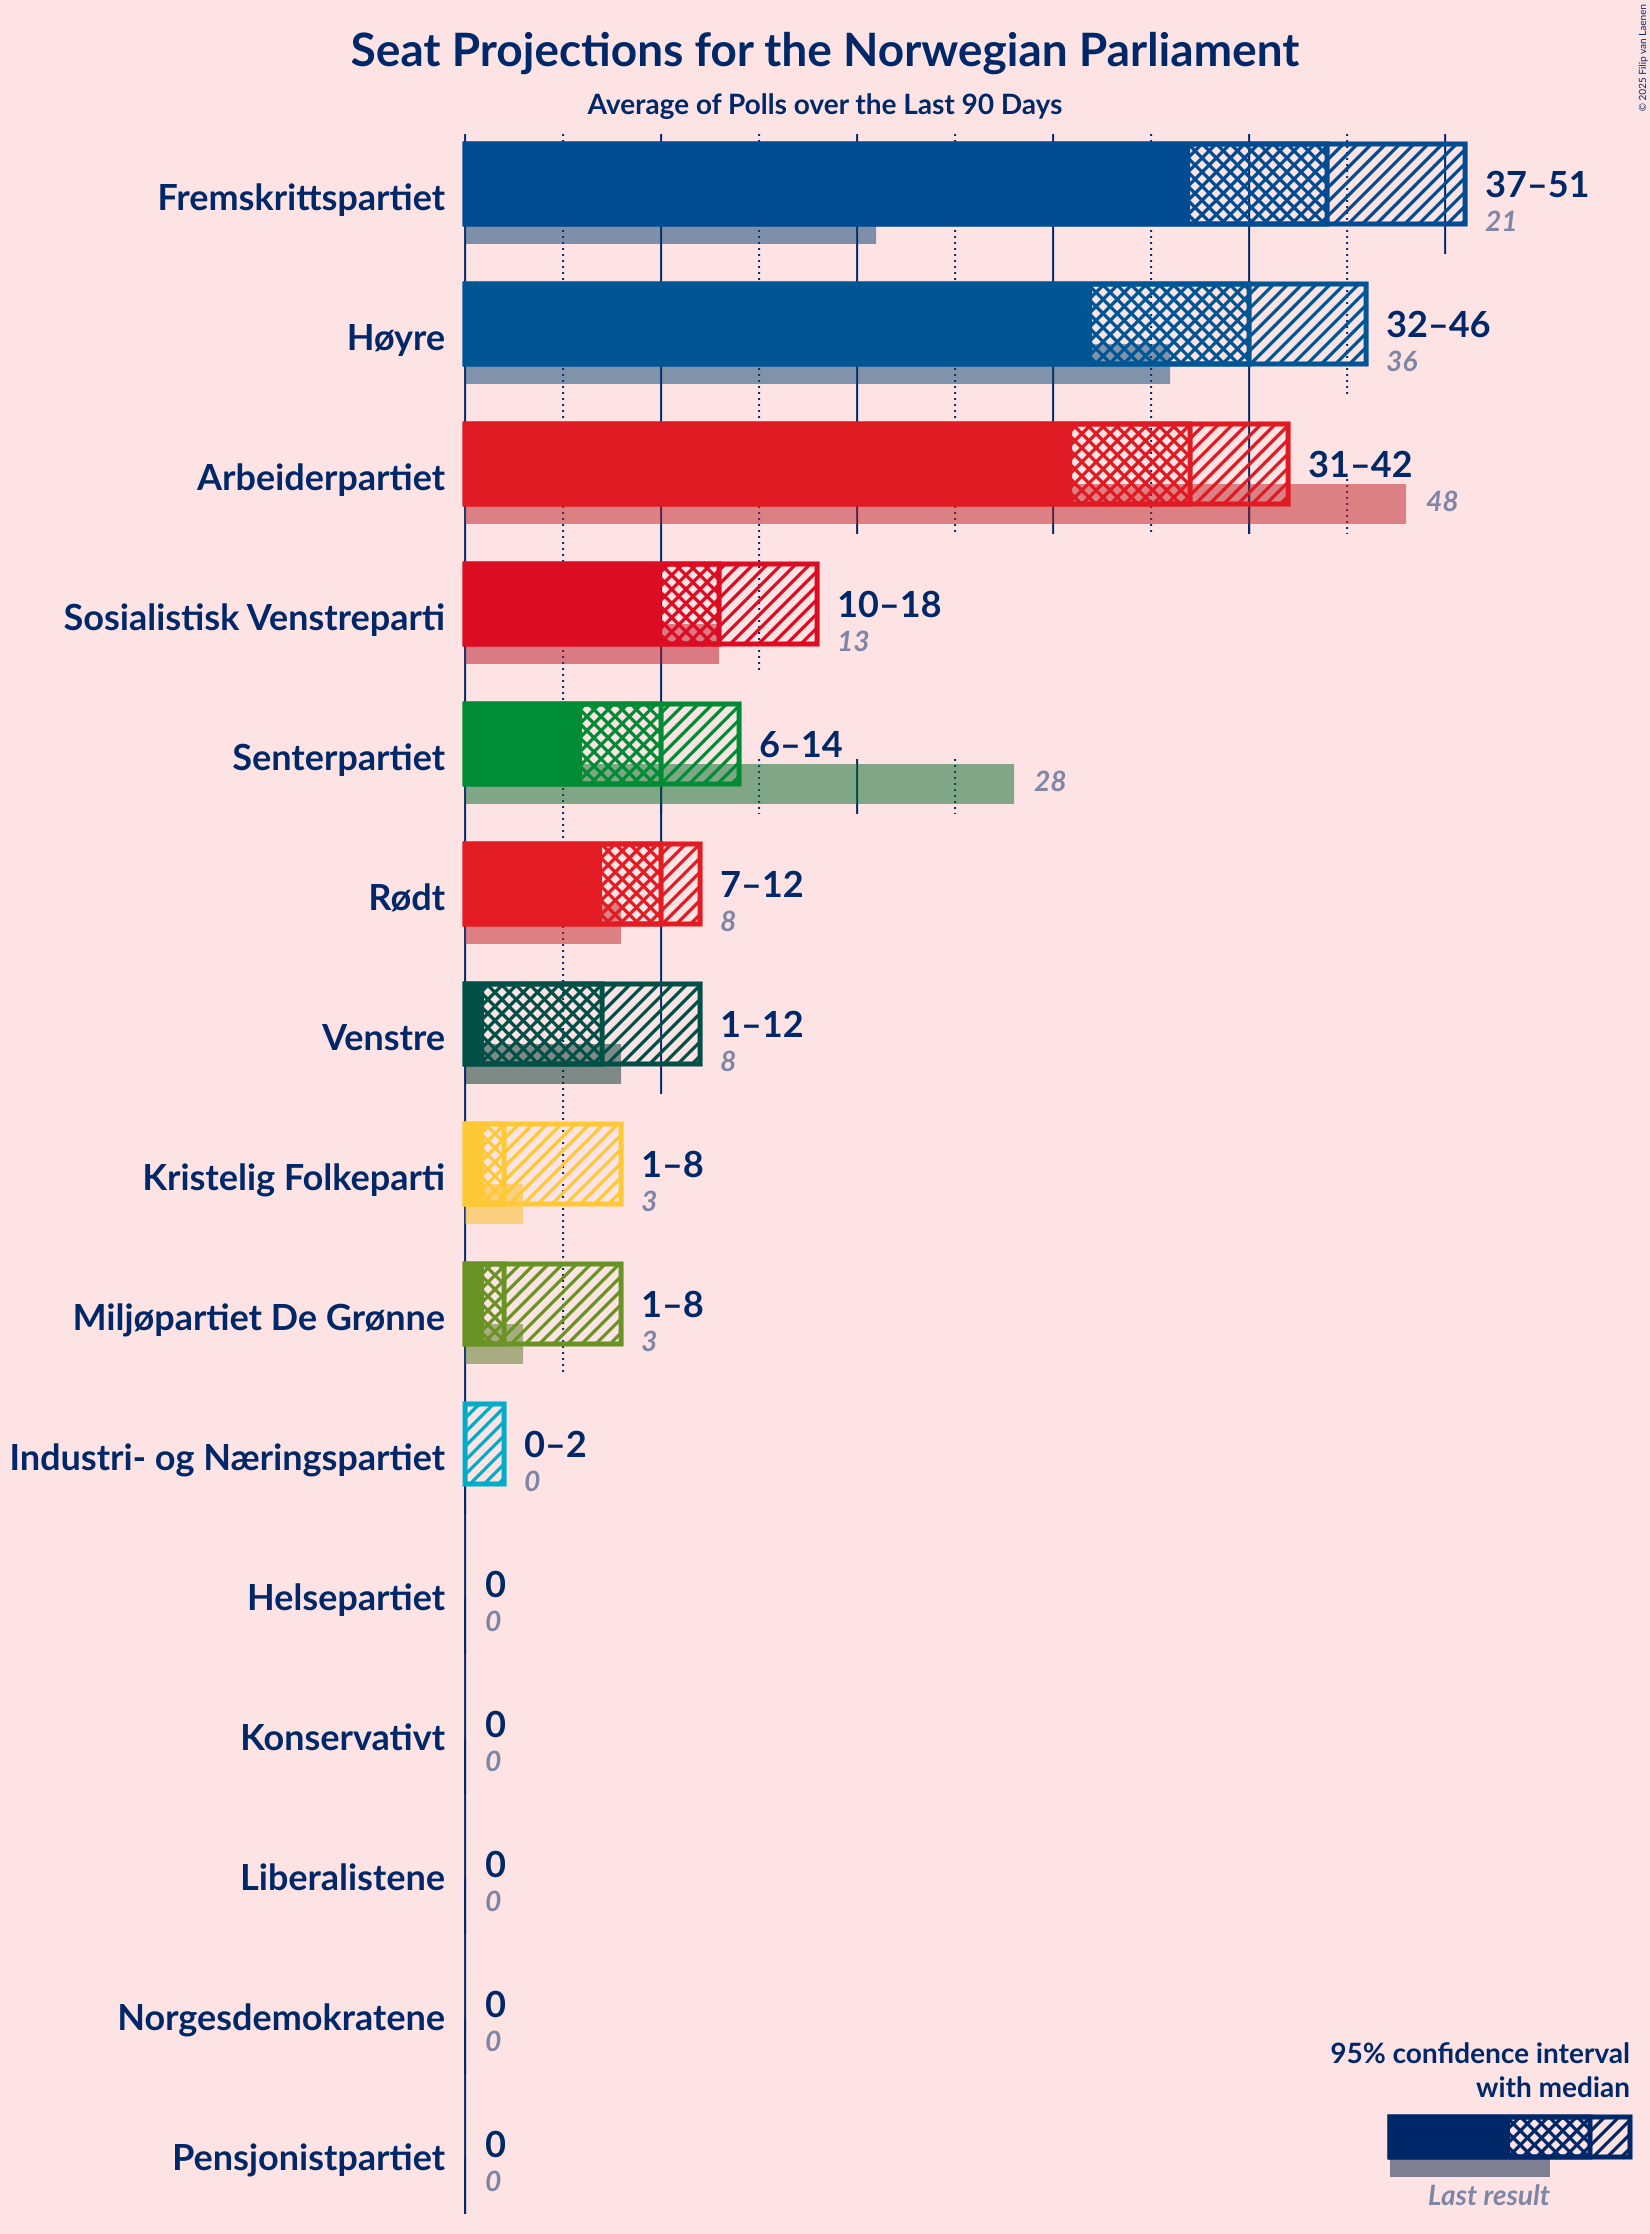 Seat Projections for the Norwegian Parliament
Average of Polls over the Last 90 Days
© 2025 Filip van Laenen
Fremskrittspartiet
37–51
21
Høyre
32–46
36
Arbeiderpartiet
31–42
48
Sosialistisk Venstreparti
10–18
13
Senterpartiet
6–14
28
Rødt
7–12
8
Venstre
1–12
8
Kristelig Folkeparti
1–8
3
Miljøpartiet De Grønne
1–8
3
Industri- og Næringspartiet
0–2
0
Helsepartiet
0
0
Konservativt
0
0
Liberalistene
0
0
Norgesdemokratene
0
0
Pensjonistpartiet
0
0
95% confidence interval
with median
Last result